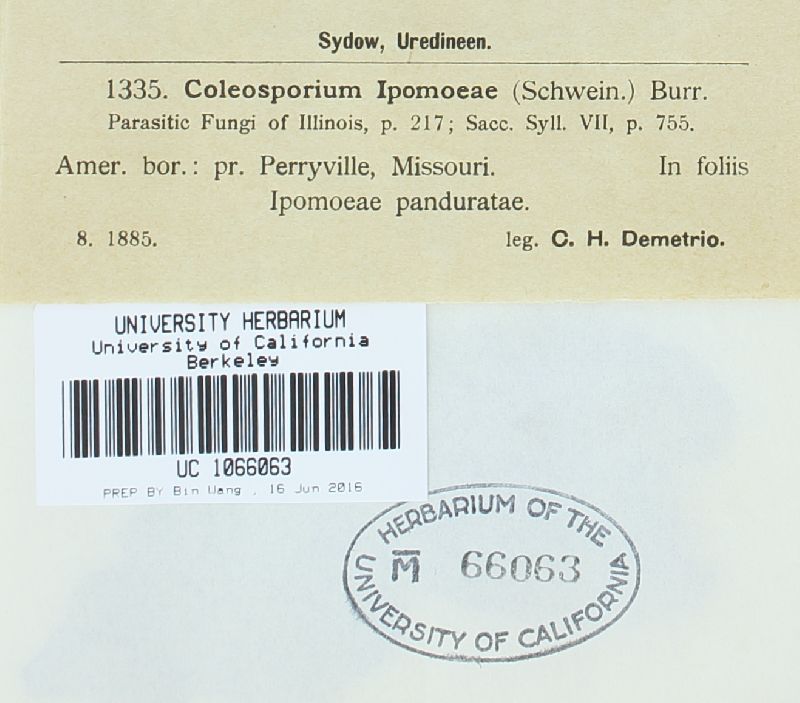 Sydow, Uredineen.
1335. Coleosporium Ipomoeae (Schwein.) Burr.
Parasitic Fungi of Illinois, p. 217; Sacc. Syll. VII, p. 755.
Amer. bor.: pr. Perryville, Missouri. In foliis
Ipomoeae panduratae.
8. 1885. leg. C. H. Demetrio.
UNIVERSITY HERBARIUM
University of California
Berkeley
UC 1066063
PREP BY Bin Wang , 16 Jun 2016
HERBARIUM OF THE
M̅ 66063
UNIVERSITY OF CALIFORNIA